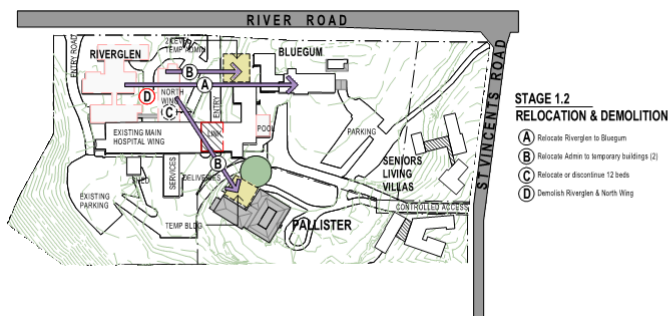 RIVER ROAD
ENTRY ROAD
RIVERGLEN
TEMP ADMIN
BLUEGUM
B
A
D
NORTH
WING
C
ENTRY
EXISTING MAIN
HOSPITAL WING
LINK
POOL
B
PARKING
ST VINCENTS ROAD
SENIORS
LIVING
VILLAS
SERVICES
DELIVERIES
EXISTING
PARKING
CONTROLLED ACCESS
TEMP BLDG
PALLISTER
STAGE 1.2
RELOCATION & DEMOLITION
A Relocate Riverglen to Bluegum
B Relocate Admin to temporary buildings (2)
C Relocate or discontinue 12 beds
D Demolish Riverglen & North Wing